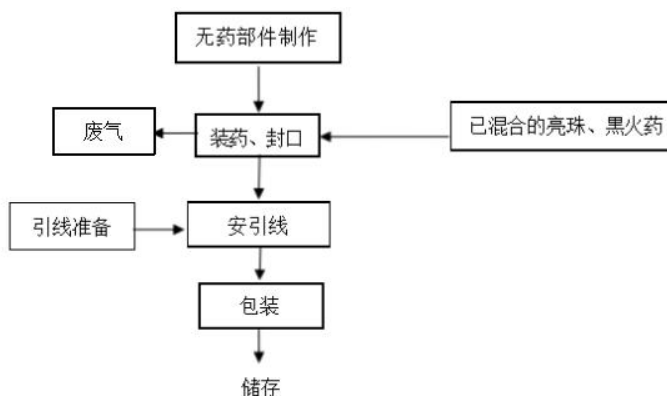 无药部件制作
废气
装药、封口
已混合的亮珠、黑火药
引线准备
安引线
包装
储存